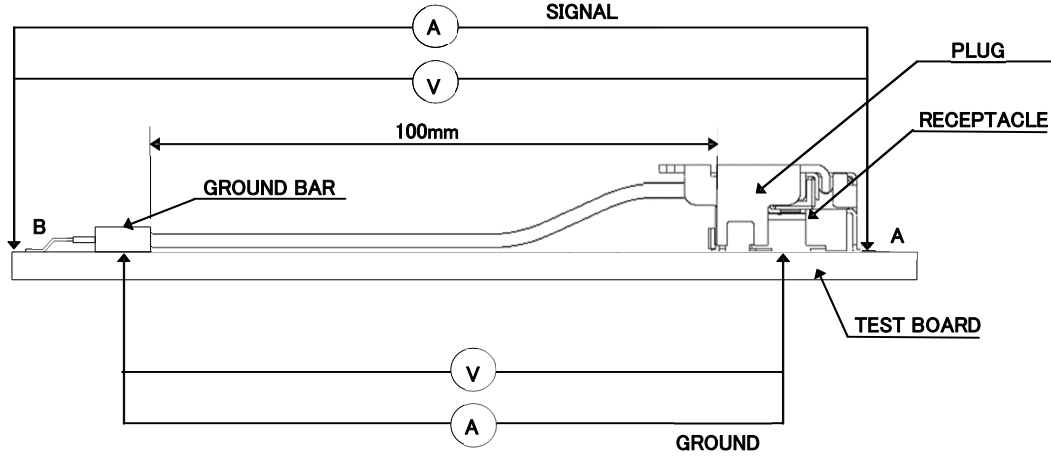 SIGNAL
A
V
PLUG
100mm
RECEPTACLE
GROUND BAR
B
A
TEST BOARD
V
A
GROUND